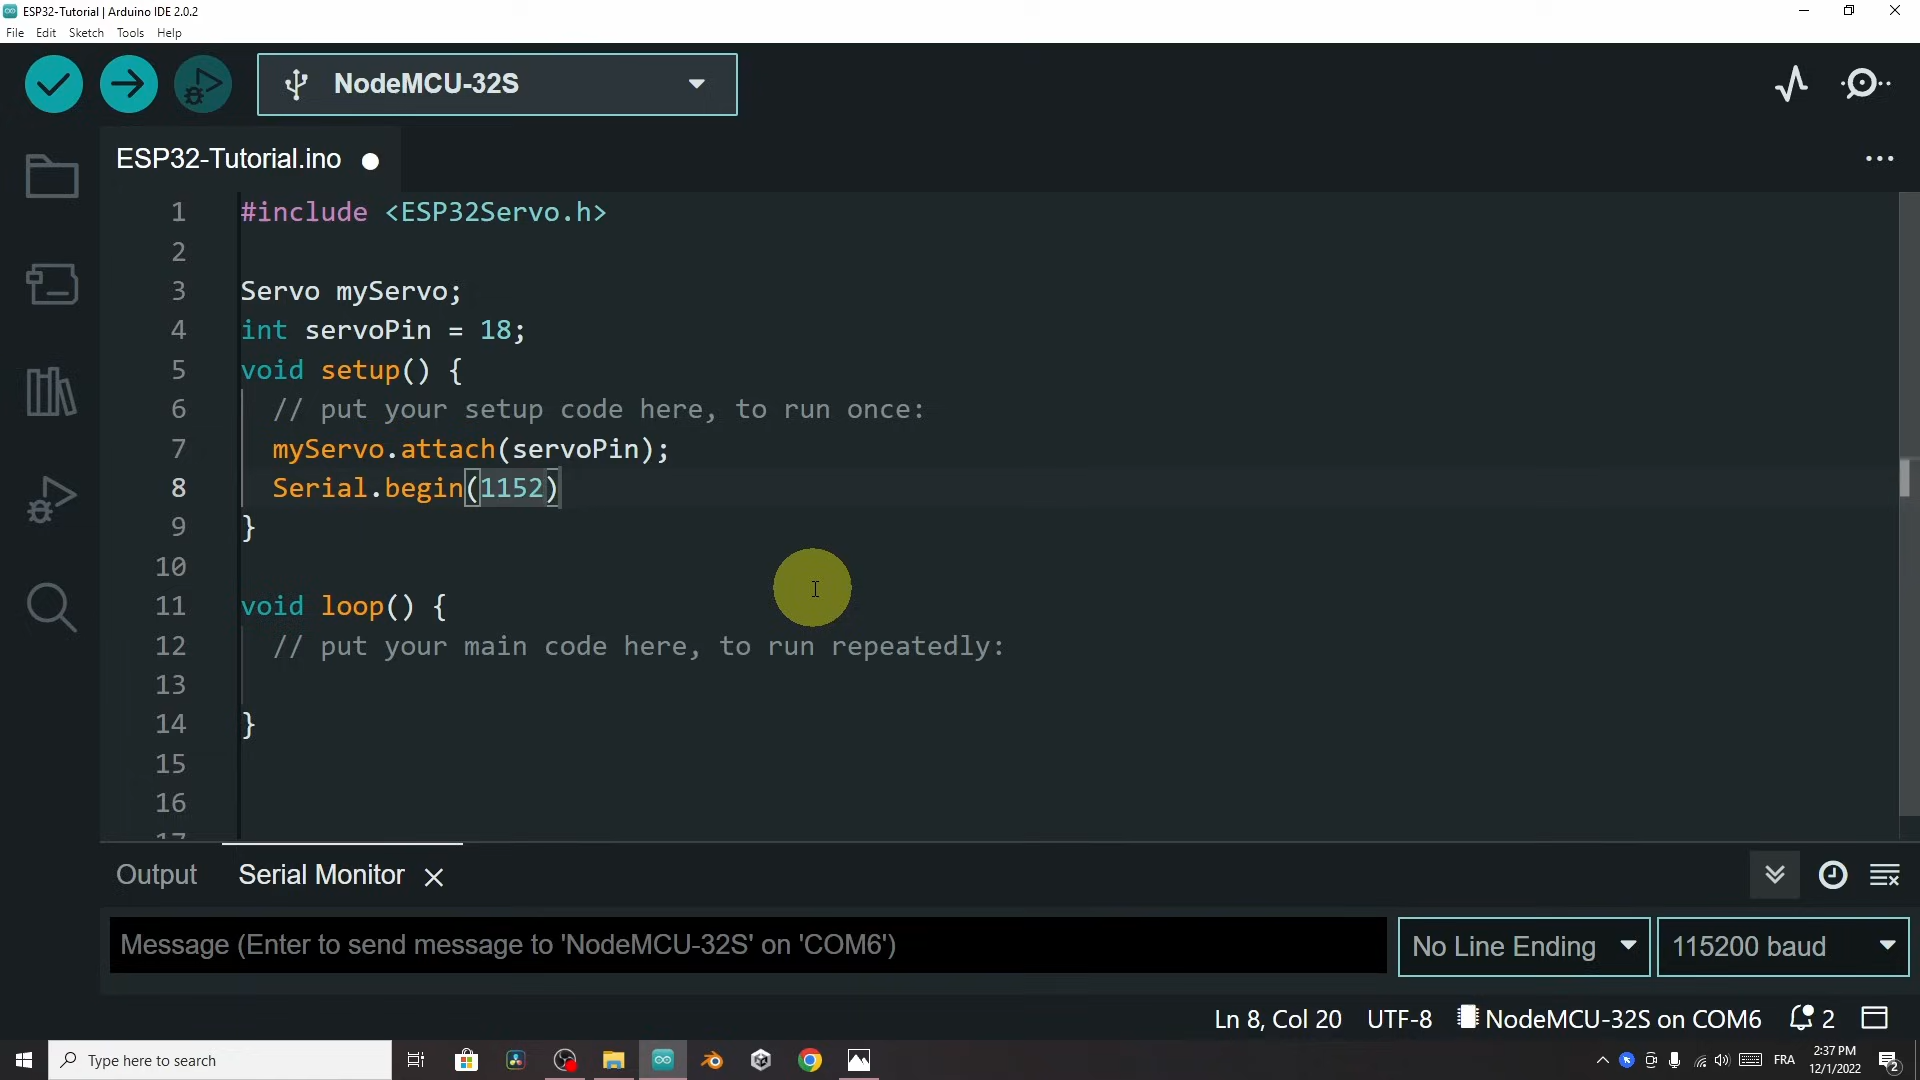 ESP32-Tutorial | Arduino IDE 2.0.2
File Edit Sketch Tools Help
NodeMCU-32S
ESP32-Tutorial.ino
1 #include <ESP32Servo.h>
2
3 Servo myServo;
4 int servoPin = 18;
5 void setup() {
6 // put your setup code here, to run once:
7 myServo.attach(servoPin);
8 Serial.begin(1152)
9 }
10
11 void loop() {
12 // put your main code here, to run repeatedly:
13
14 }
15
16
17
Output Serial Monitor
Message (Enter to send message to 'NodeMCU-32S' on 'COM6') No Line Ending 115200 baud
Ln 8, Col 20 UTF-8 NodeMCU-32S on COM6 2
Type here to search FRA 2:37 PM
12/1/2022 2